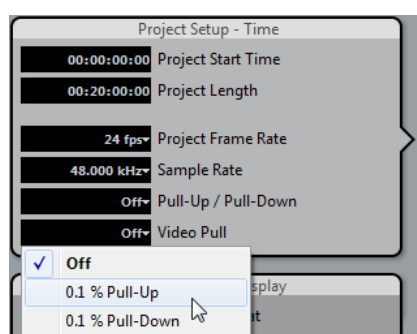 Project Setup - Time
00:00:00:00 Project Start Time
00:20:00:00 Project Length
24 fps Project Frame Rate
48.000 kHz Sample Rate
Off Pull-Up / Pull-Down
Off Video Pull
Off
0.1 % Pull-Up
splay
0.1 % Pull-Down
at